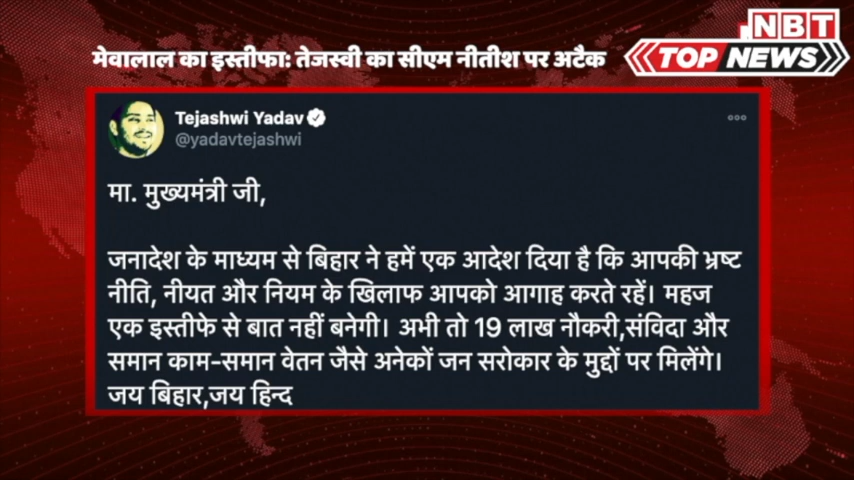 NBT
मेवालाल का इस्तीफा: तेजस्वी का सीएम नीतीश पर अटैक
TOP NEWS
Tejashwi Yadav
@yadavtejashwi
मा. मुख्यमंत्री जी,
जनादेश के माध्यम से बिहार ने हमें एक आदेश दिया है कि आपकी भ्रष्ट
नीति, नीयत और नियम के खिलाफ आपको आगाह करते रहें। महज
एक इस्तीफे से बात नहीं बनेगी। अभी तो 19 लाख नौकरी,संविदा और
समान काम-समान वेतन जैसे अनेकों जन सरोकार के मुद्दों पर मिलेंगे।
जय बिहार,जय हिन्द